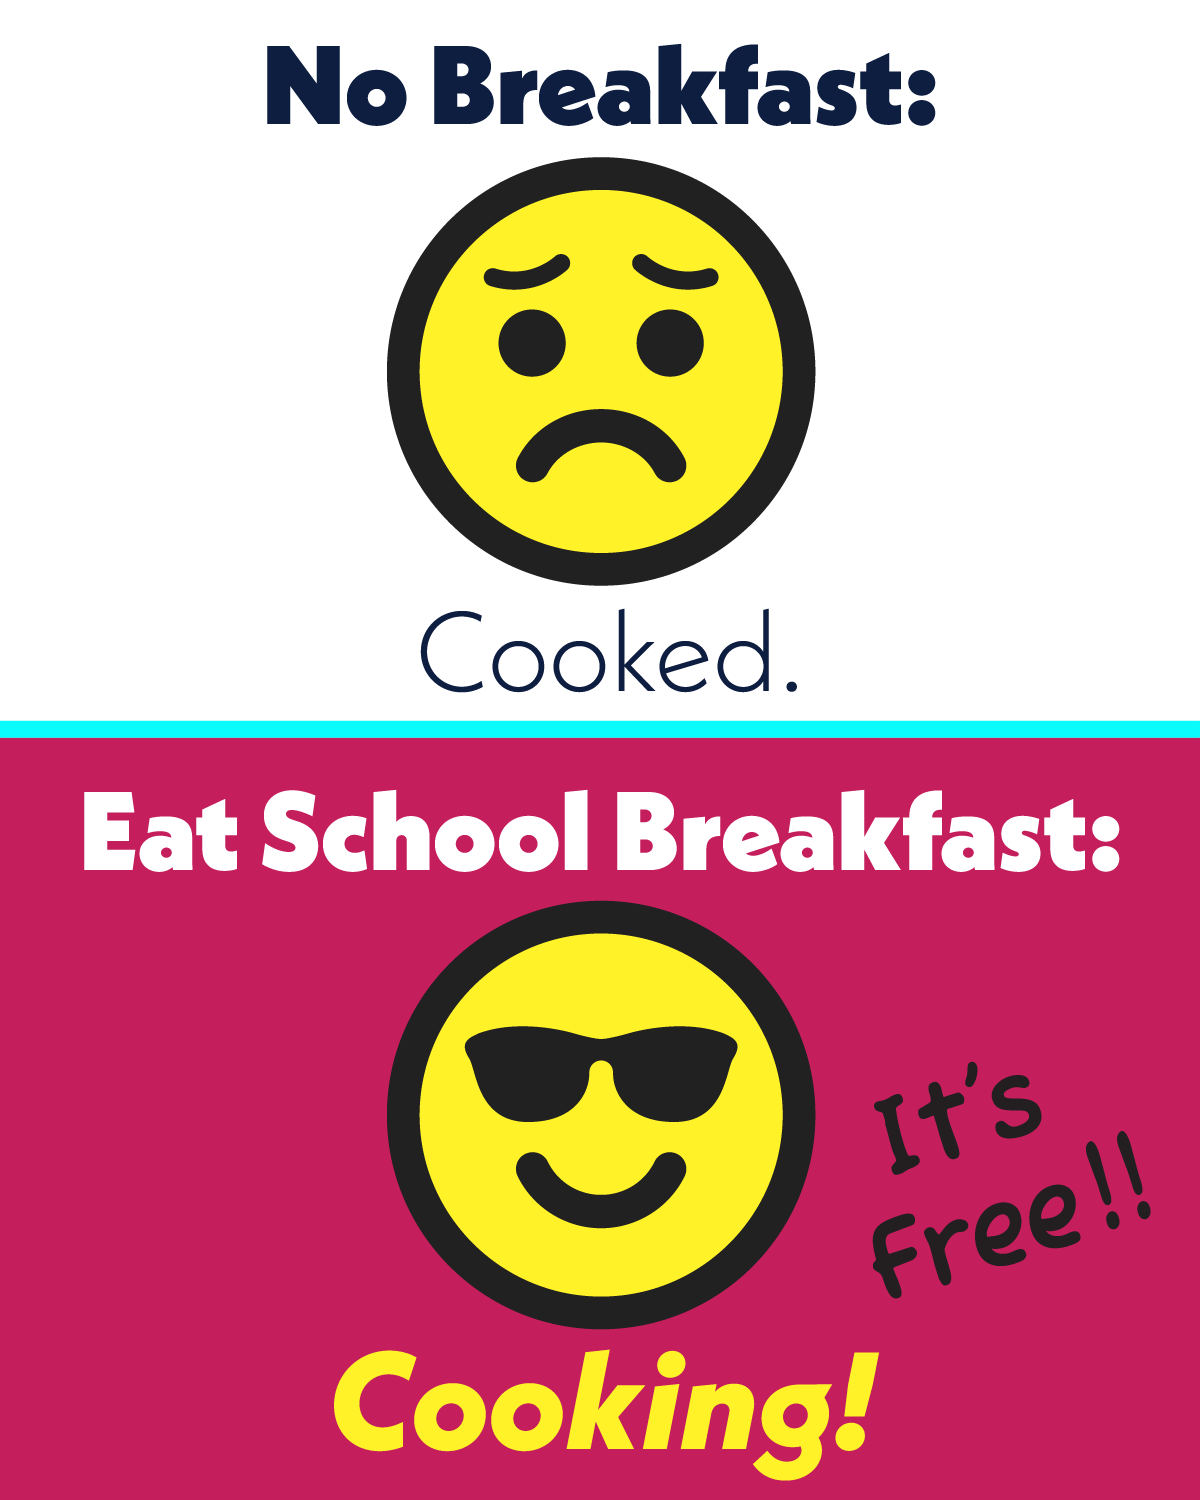 No Breakfast:
Cooked.
Eat School Breakfast:
It's
Free!!
Cooking!